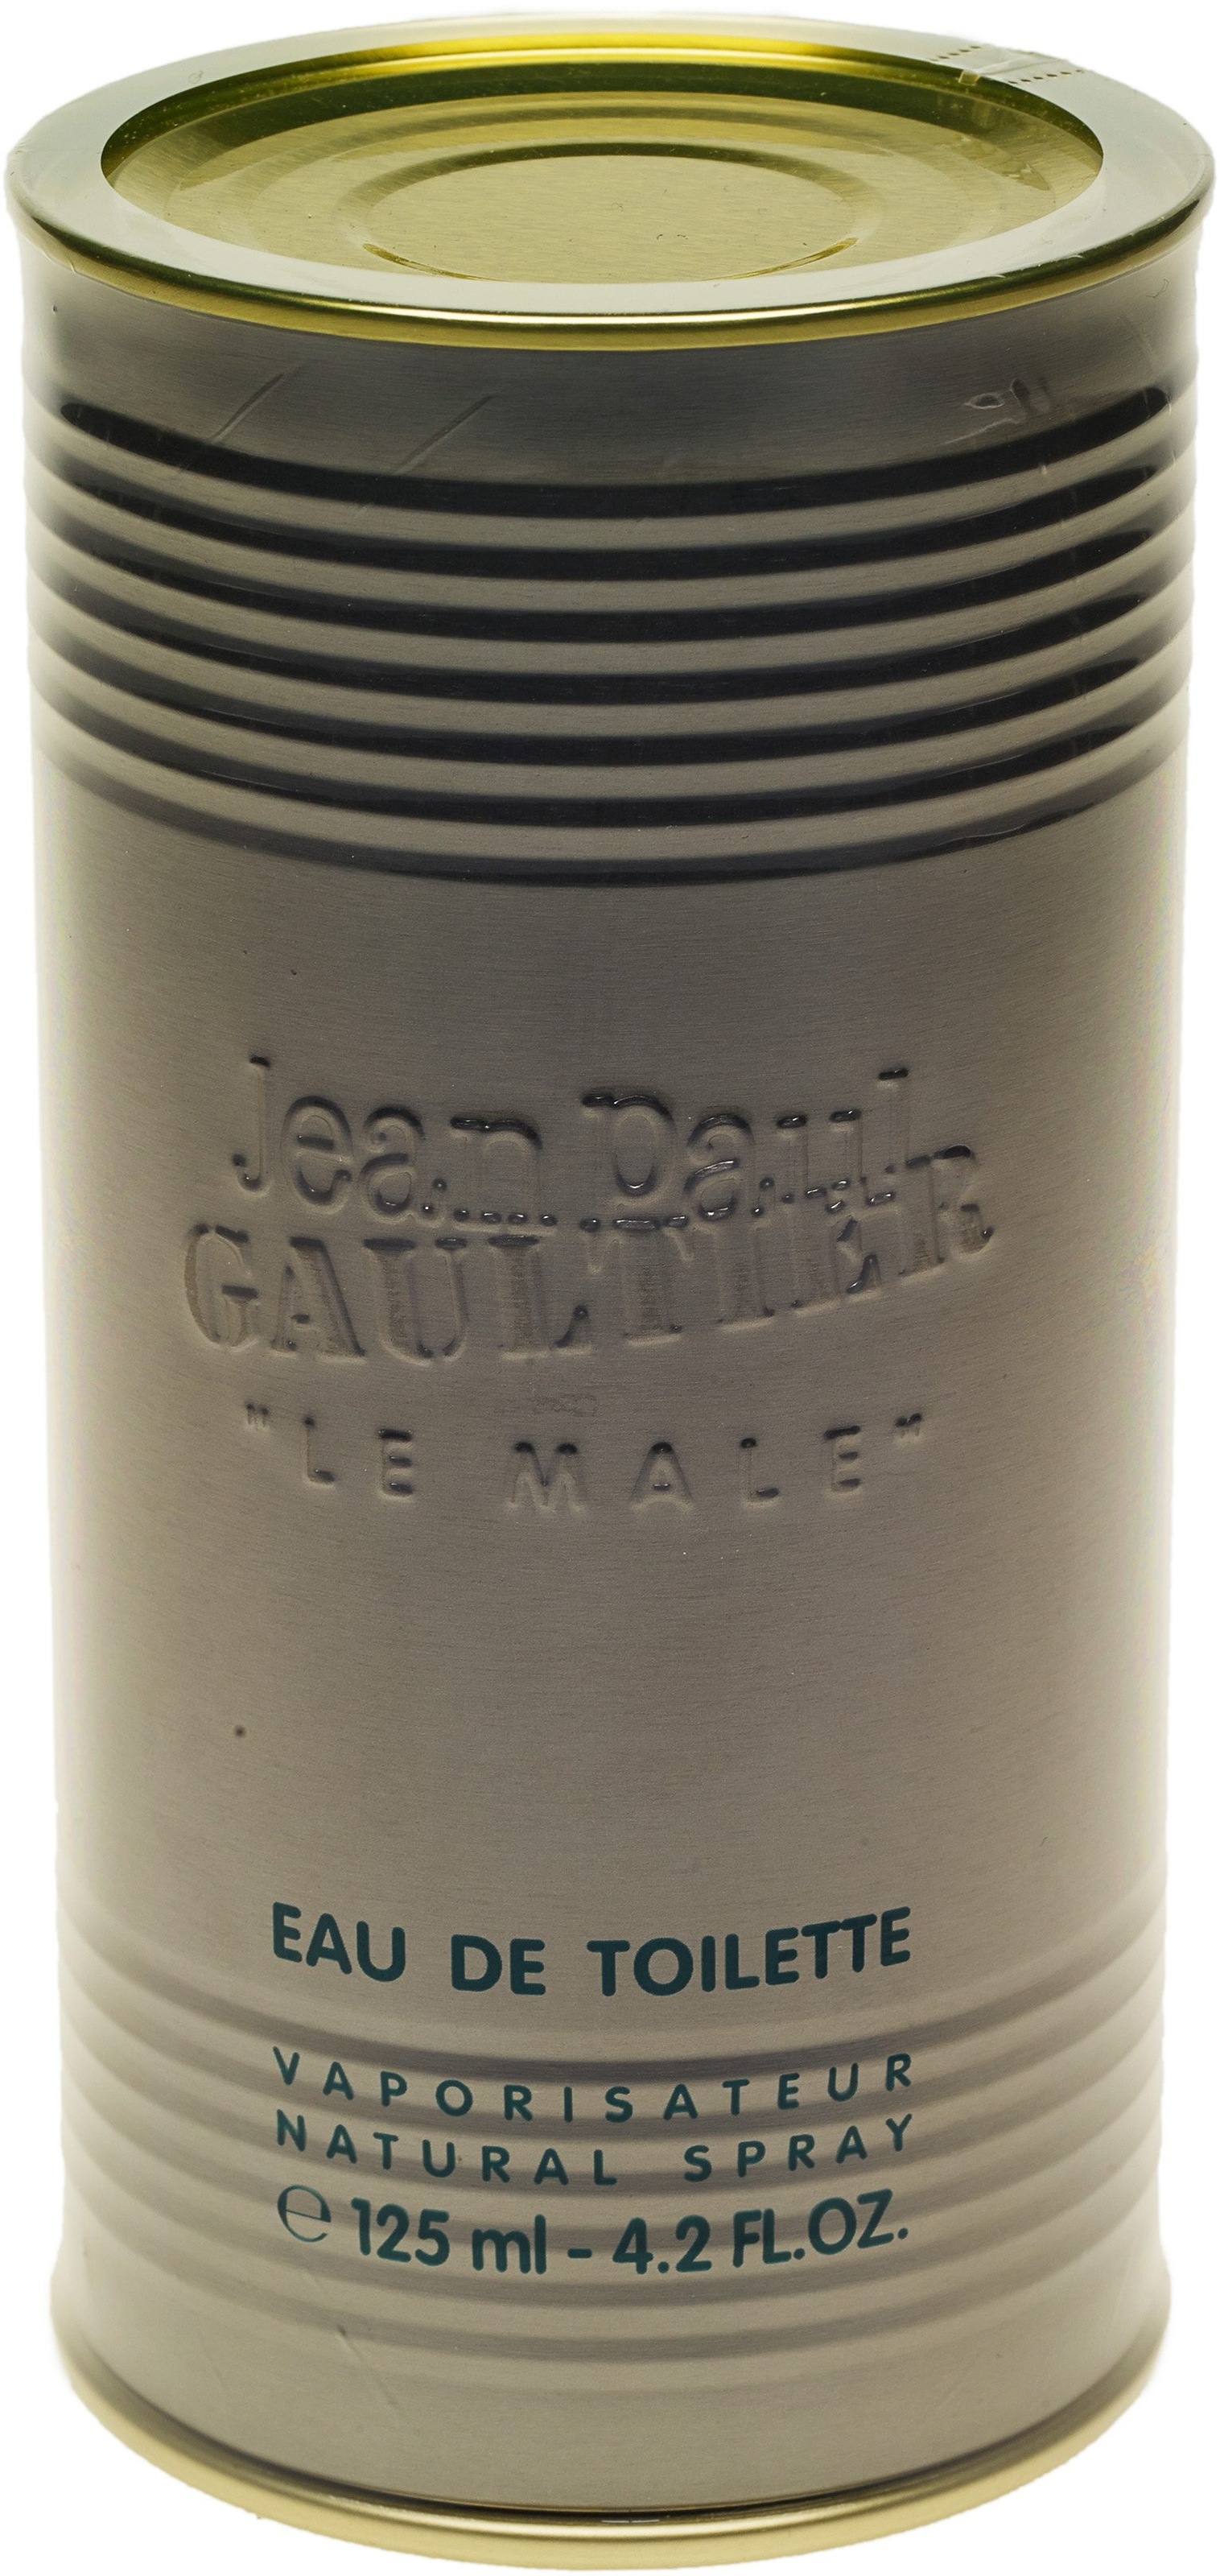 Jean Paul
GAULTIER
"LE MALE"
EAU DE TOILETTE
VAPORISATEUR
NATURAL SPRAY
℮ 125 ml - 4.2 FL.OZ.